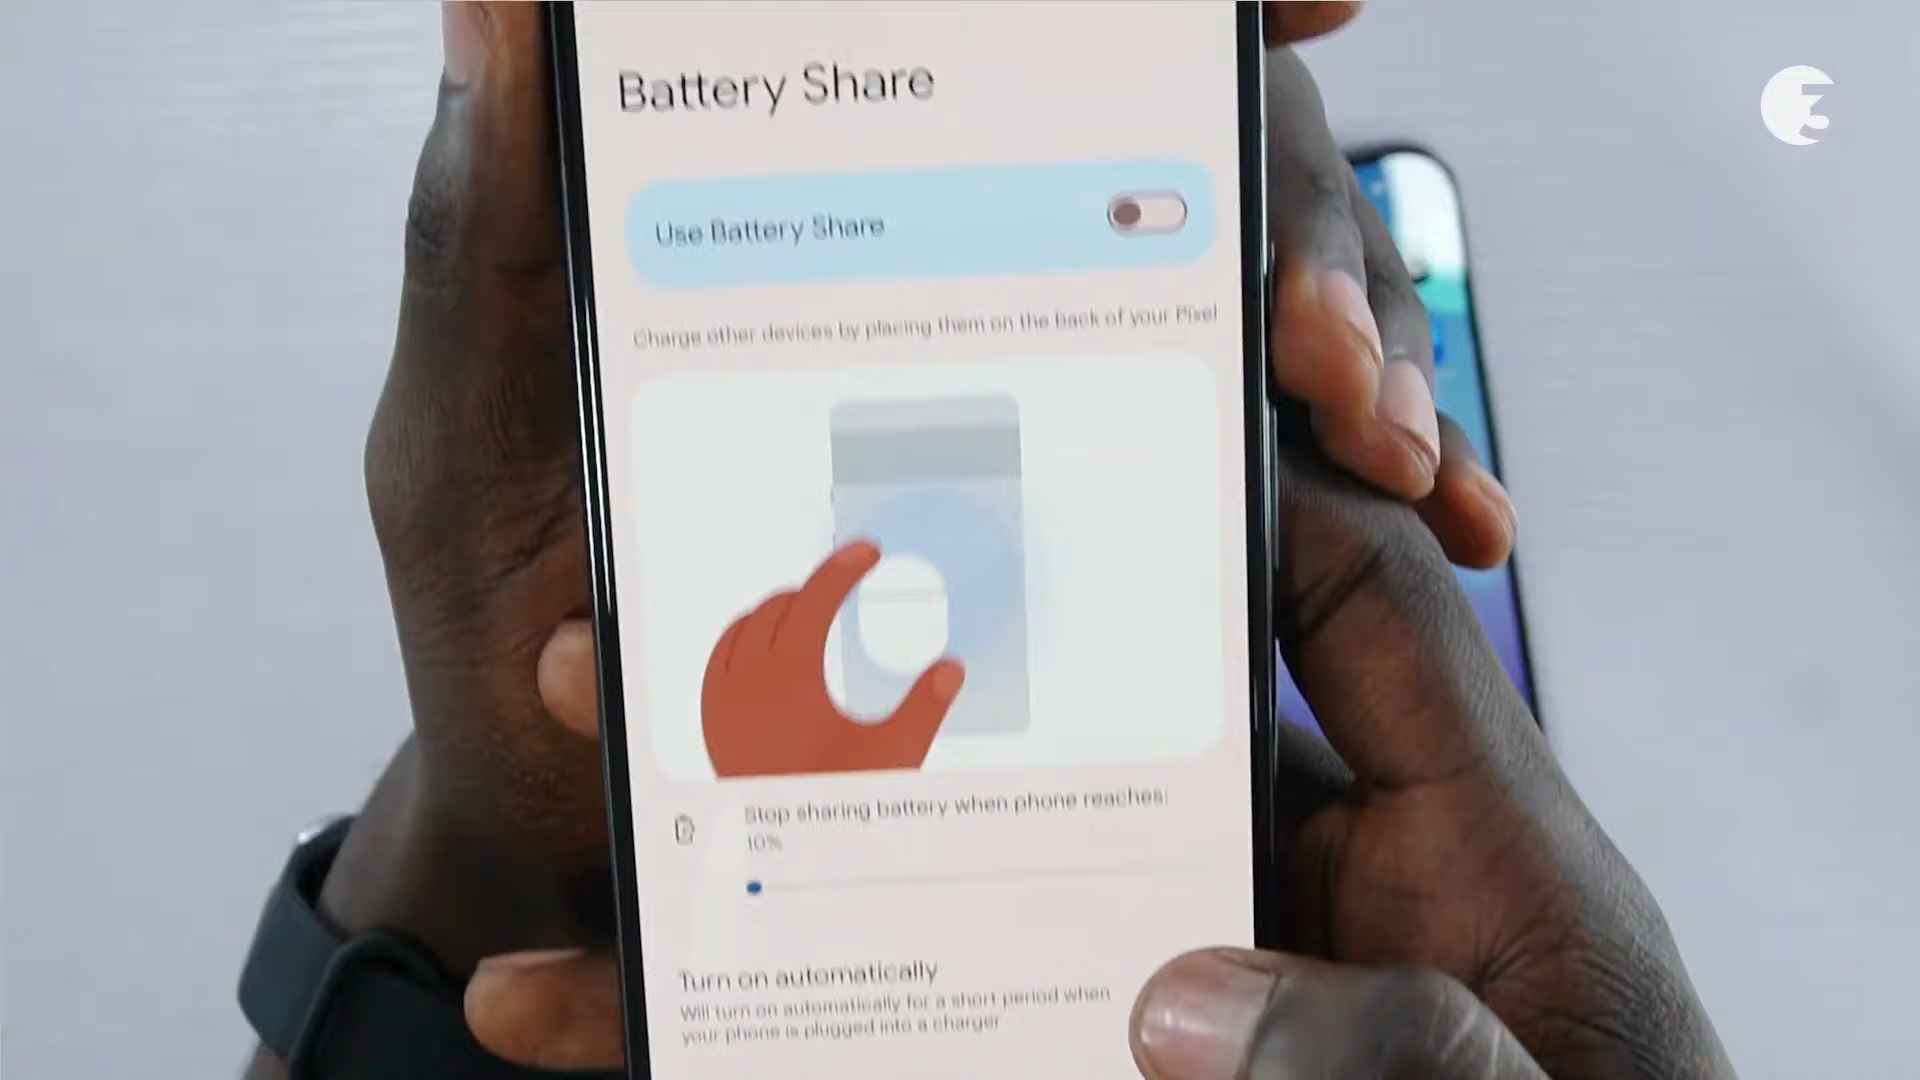 Battery Share
Use Battery Share
Charge other devices by placing them on the back of your Pixel
Stop sharing battery when phone reaches:
10%
Turn on automatically
Will turn on automatically for a short period when
your phone is plugged into a charger